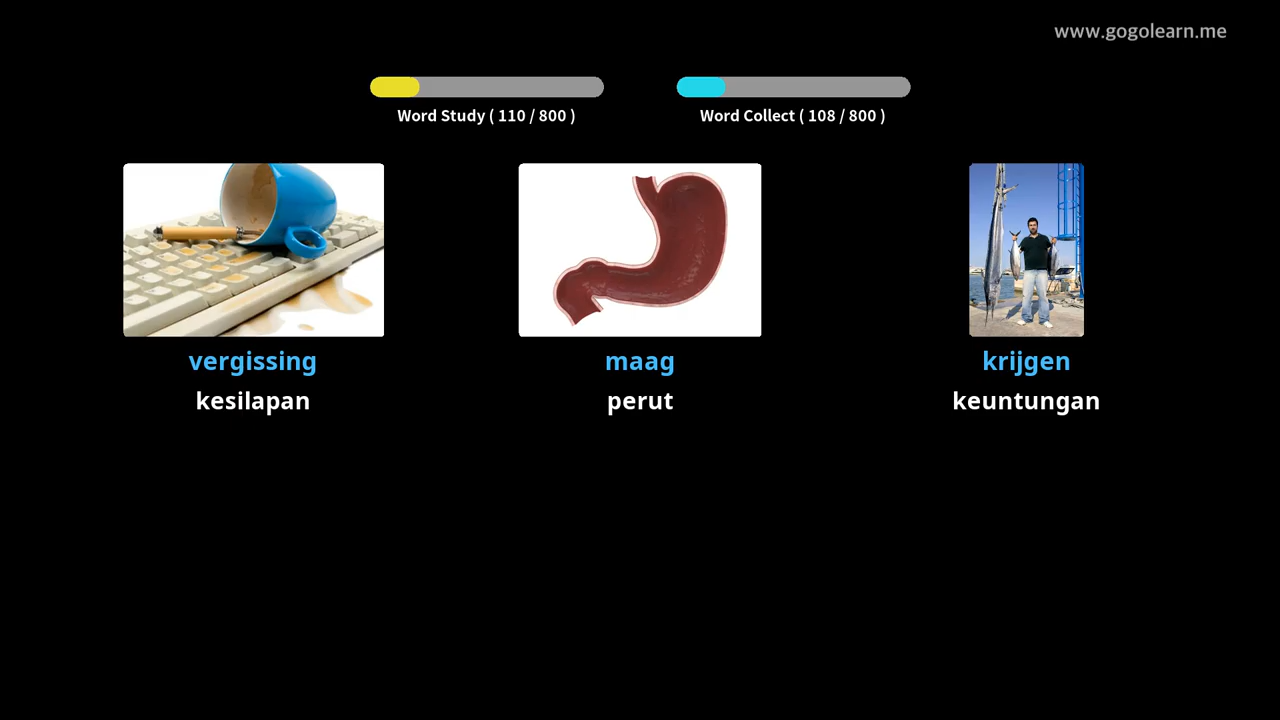 www.gogolearn.me
Word Study ( 110 / 800 )
Word Collect ( 108 / 800 )
vergissing
kesilapan
maag
perut
krijgen
keuntungan